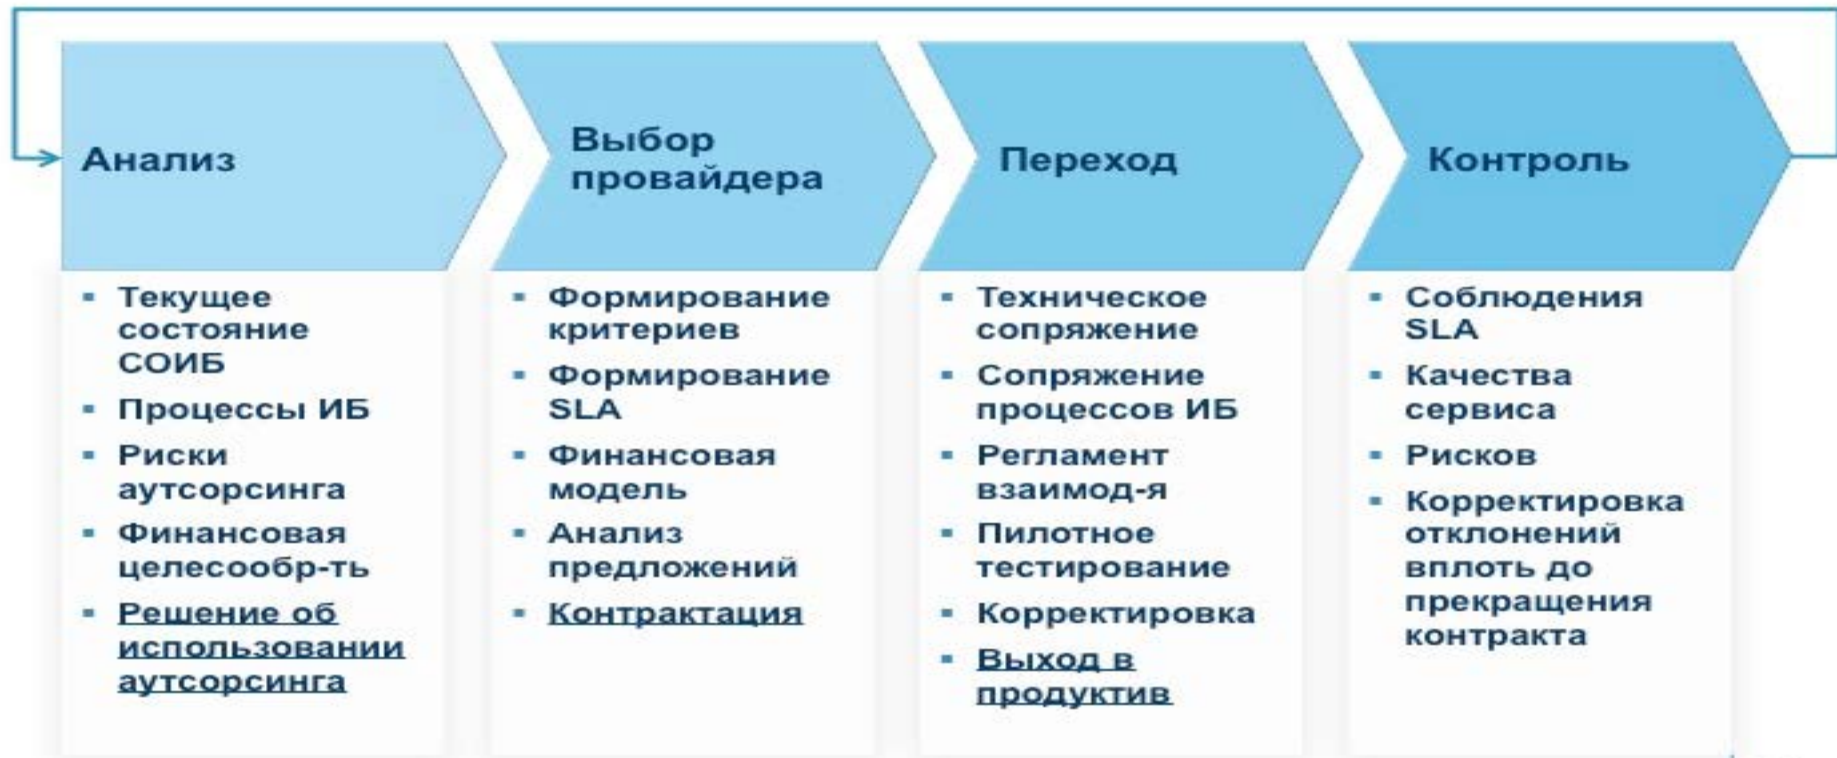 Анализ
Выбор
провайдера
Переход
Контроль
▪ Текущее
состояние
СОИБ
▪ Процессы ИБ
▪ Риски
аутсорсинга
▪ Финансовая
целесообр-ть
▪ Решение об
использовании
аутсорсинга
▪ Формирование
критериев
▪ Формирование
SLA
▪ Финансовая
модель
▪ Анализ
предложений
▪ Контрактация
▪ Техническое
сопряжение
▪ Сопряжение
процессов ИБ
▪ Регламент
взаимод-я
▪ Пилотное
тестирование
▪ Корректировка
▪ Выход в
продуктив
▪ Соблюдения
SLA
▪ Качества
сервиса
▪ Рисков
▪ Корректировка
отклонений
вплоть до
прекращения
контракта